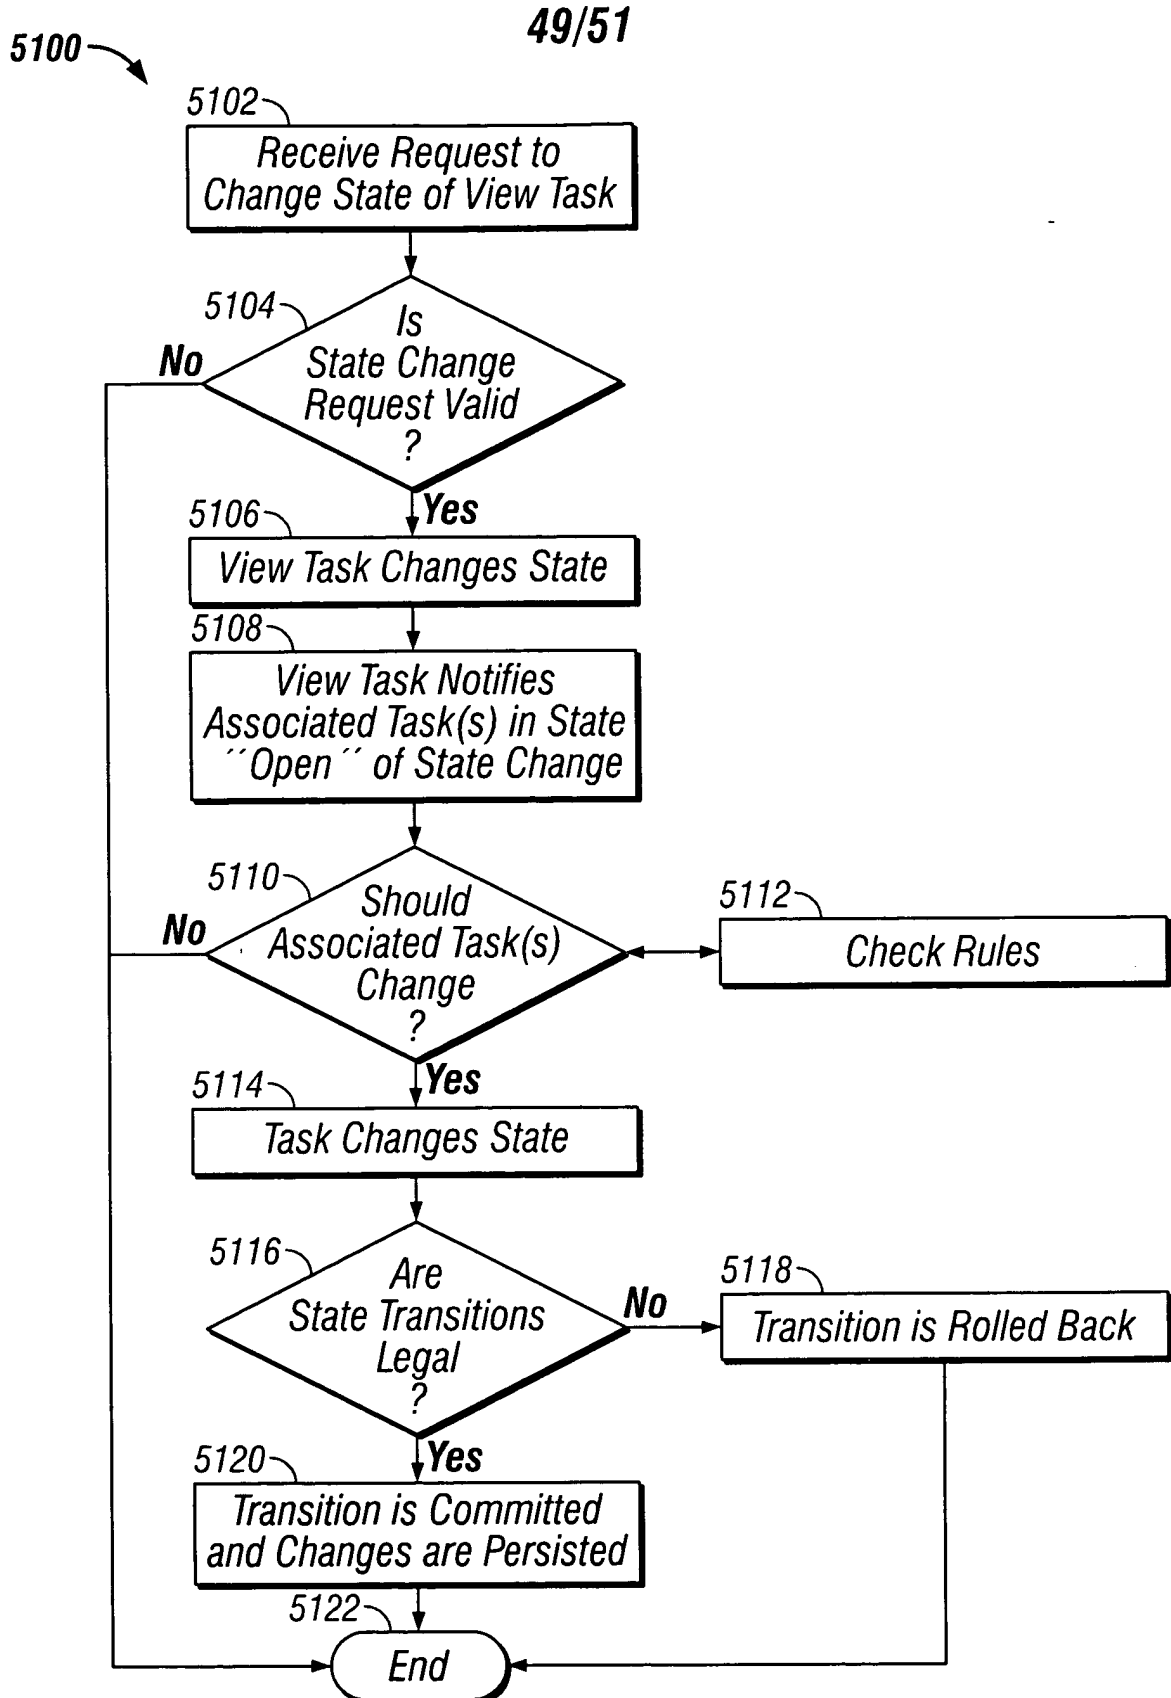 49/51
5100
5102
Receive Request to
Change State of View Task
5104
Is
State Change
Request Valid
?
No
Yes
5106
View Task Changes State
5108
View Task Notifies
Associated Task(s) in State
´´Open´´ of State Change
5110
Should
Associated Task(s)
Change
?
No
5112
Check Rules
Yes
5114
Task Changes State
5116
Are
State Transitions
Legal
?
No
5118
Transition is Rolled Back
Yes
5120
Transition is Committed
and Changes are Persisted
5122
End